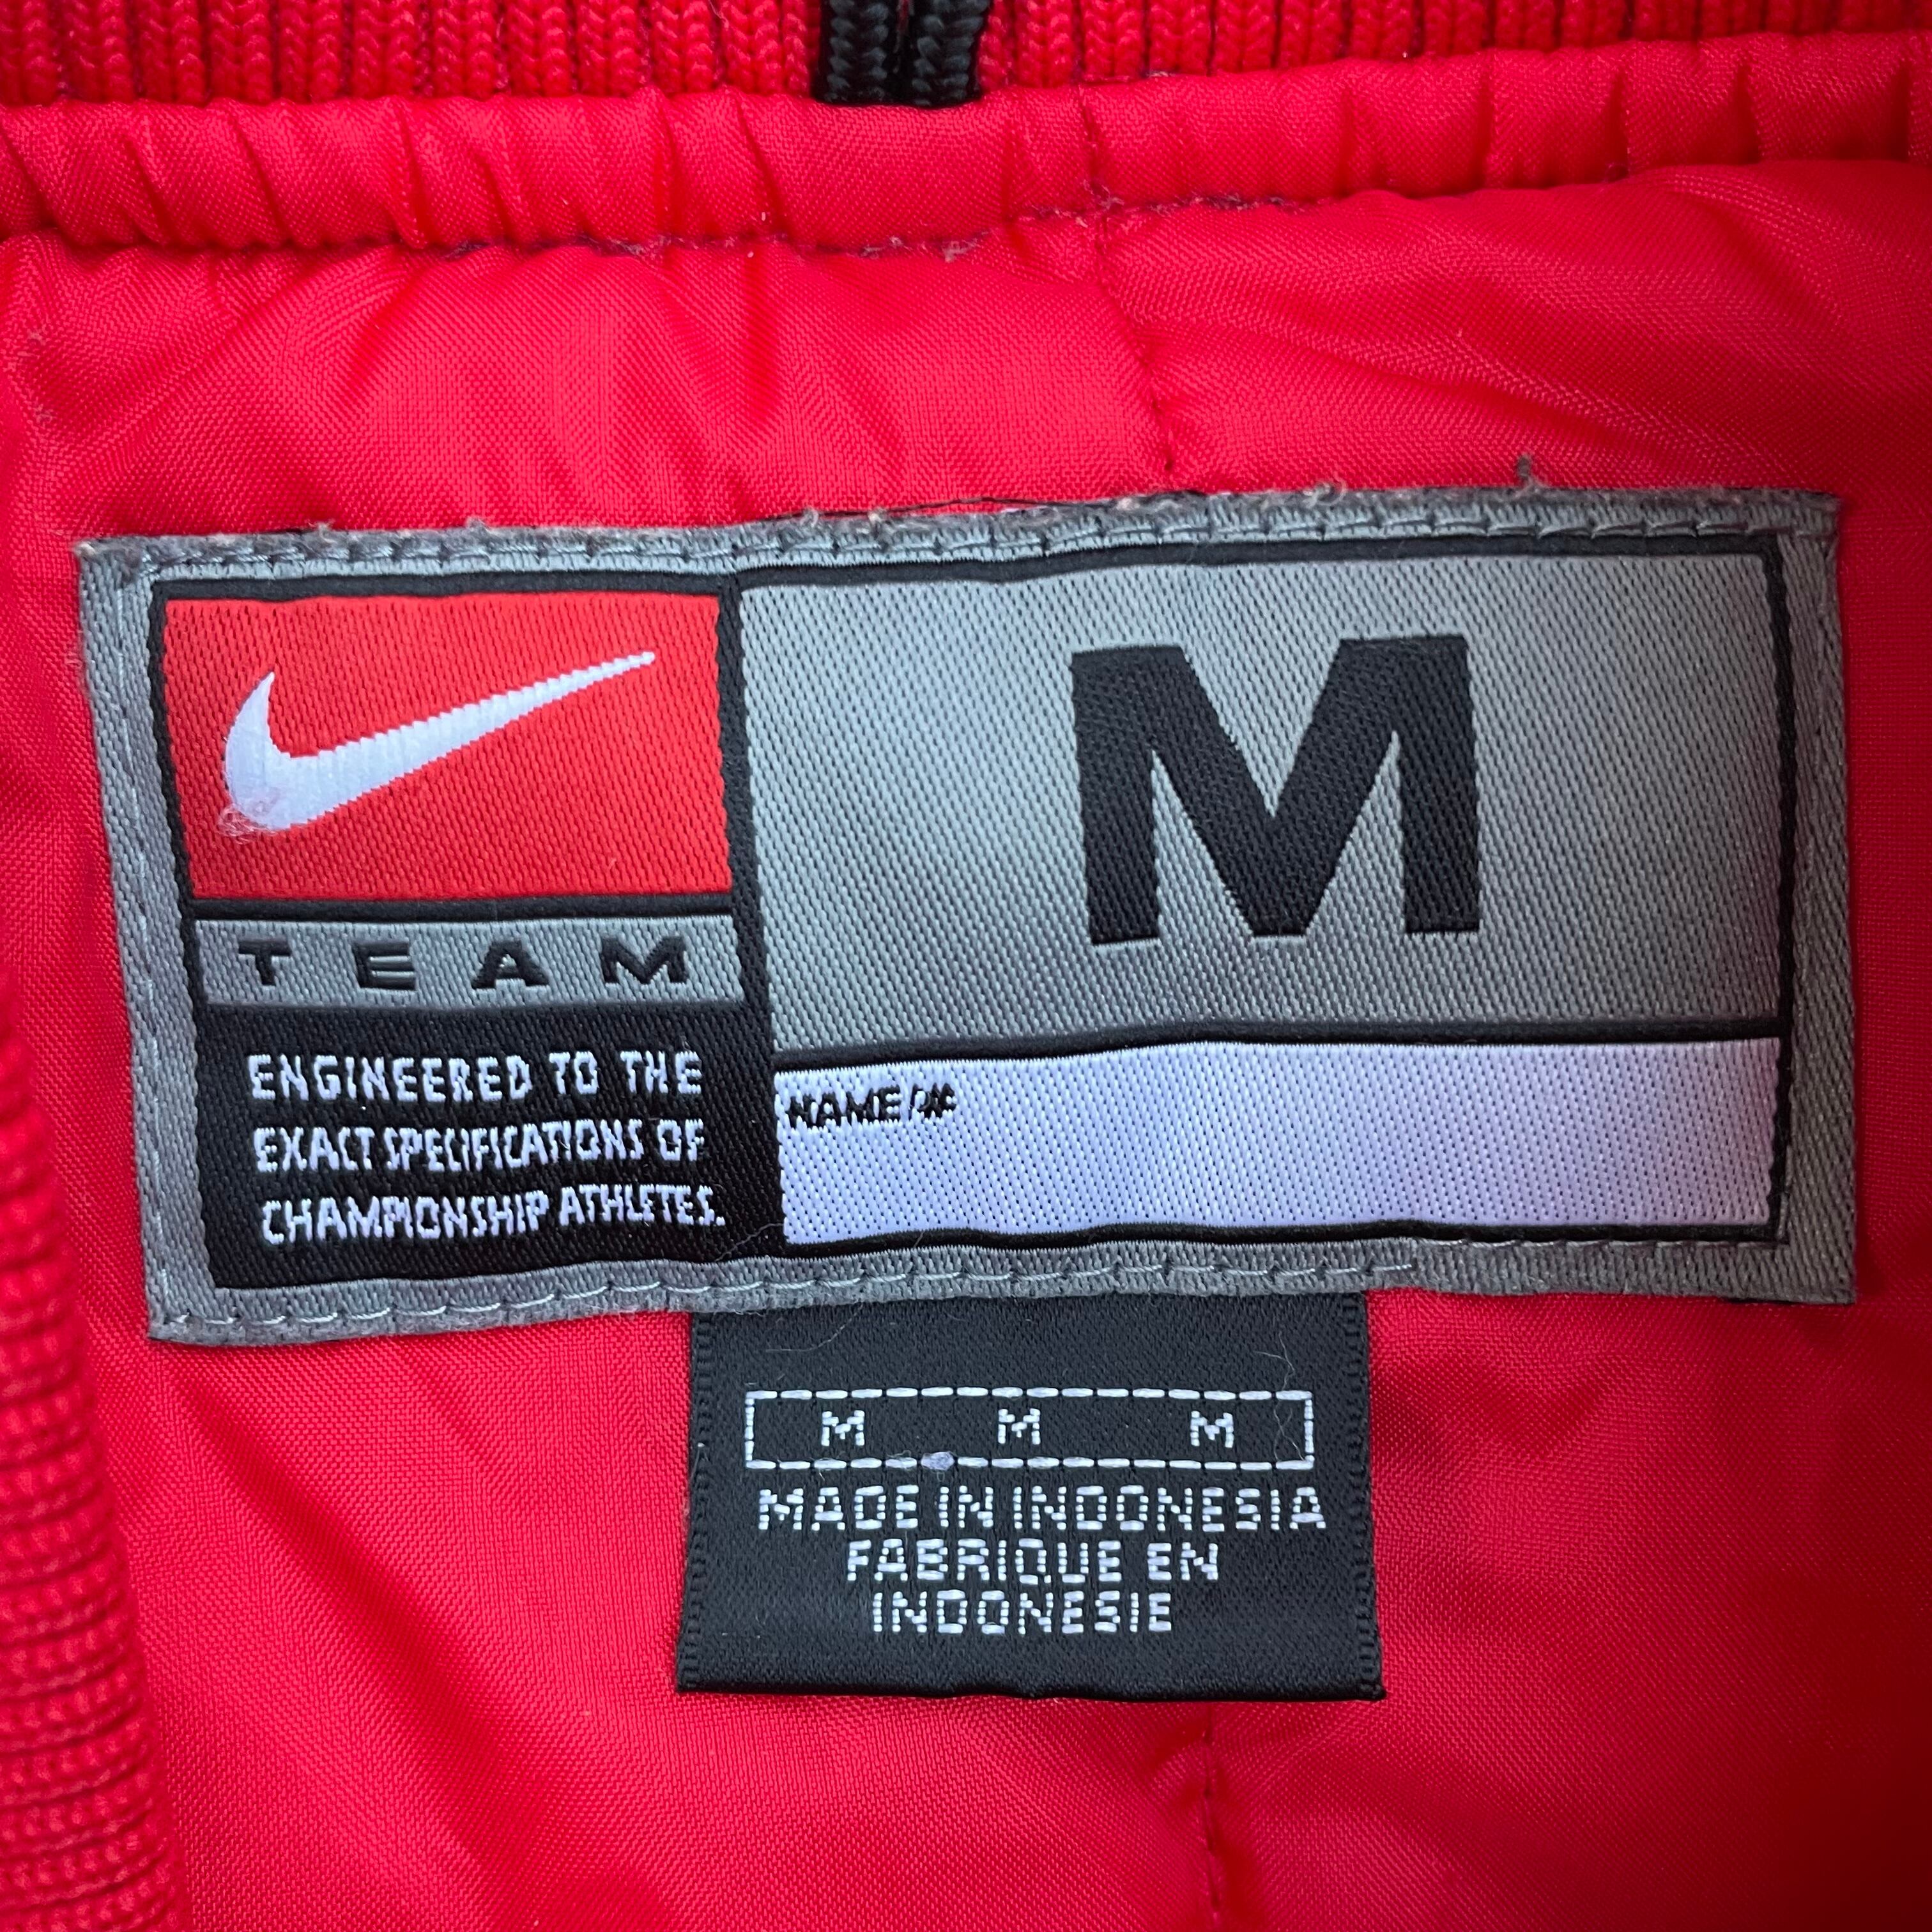 TEAM
ENGINEERED TO THE
EXACT SPECIFICATIONS OF
CHAMPIONSHIP ATHLETES.
M
NAME/#
M M M
MADE IN INDONESIA
FABRIQUE EN
INDONESIE